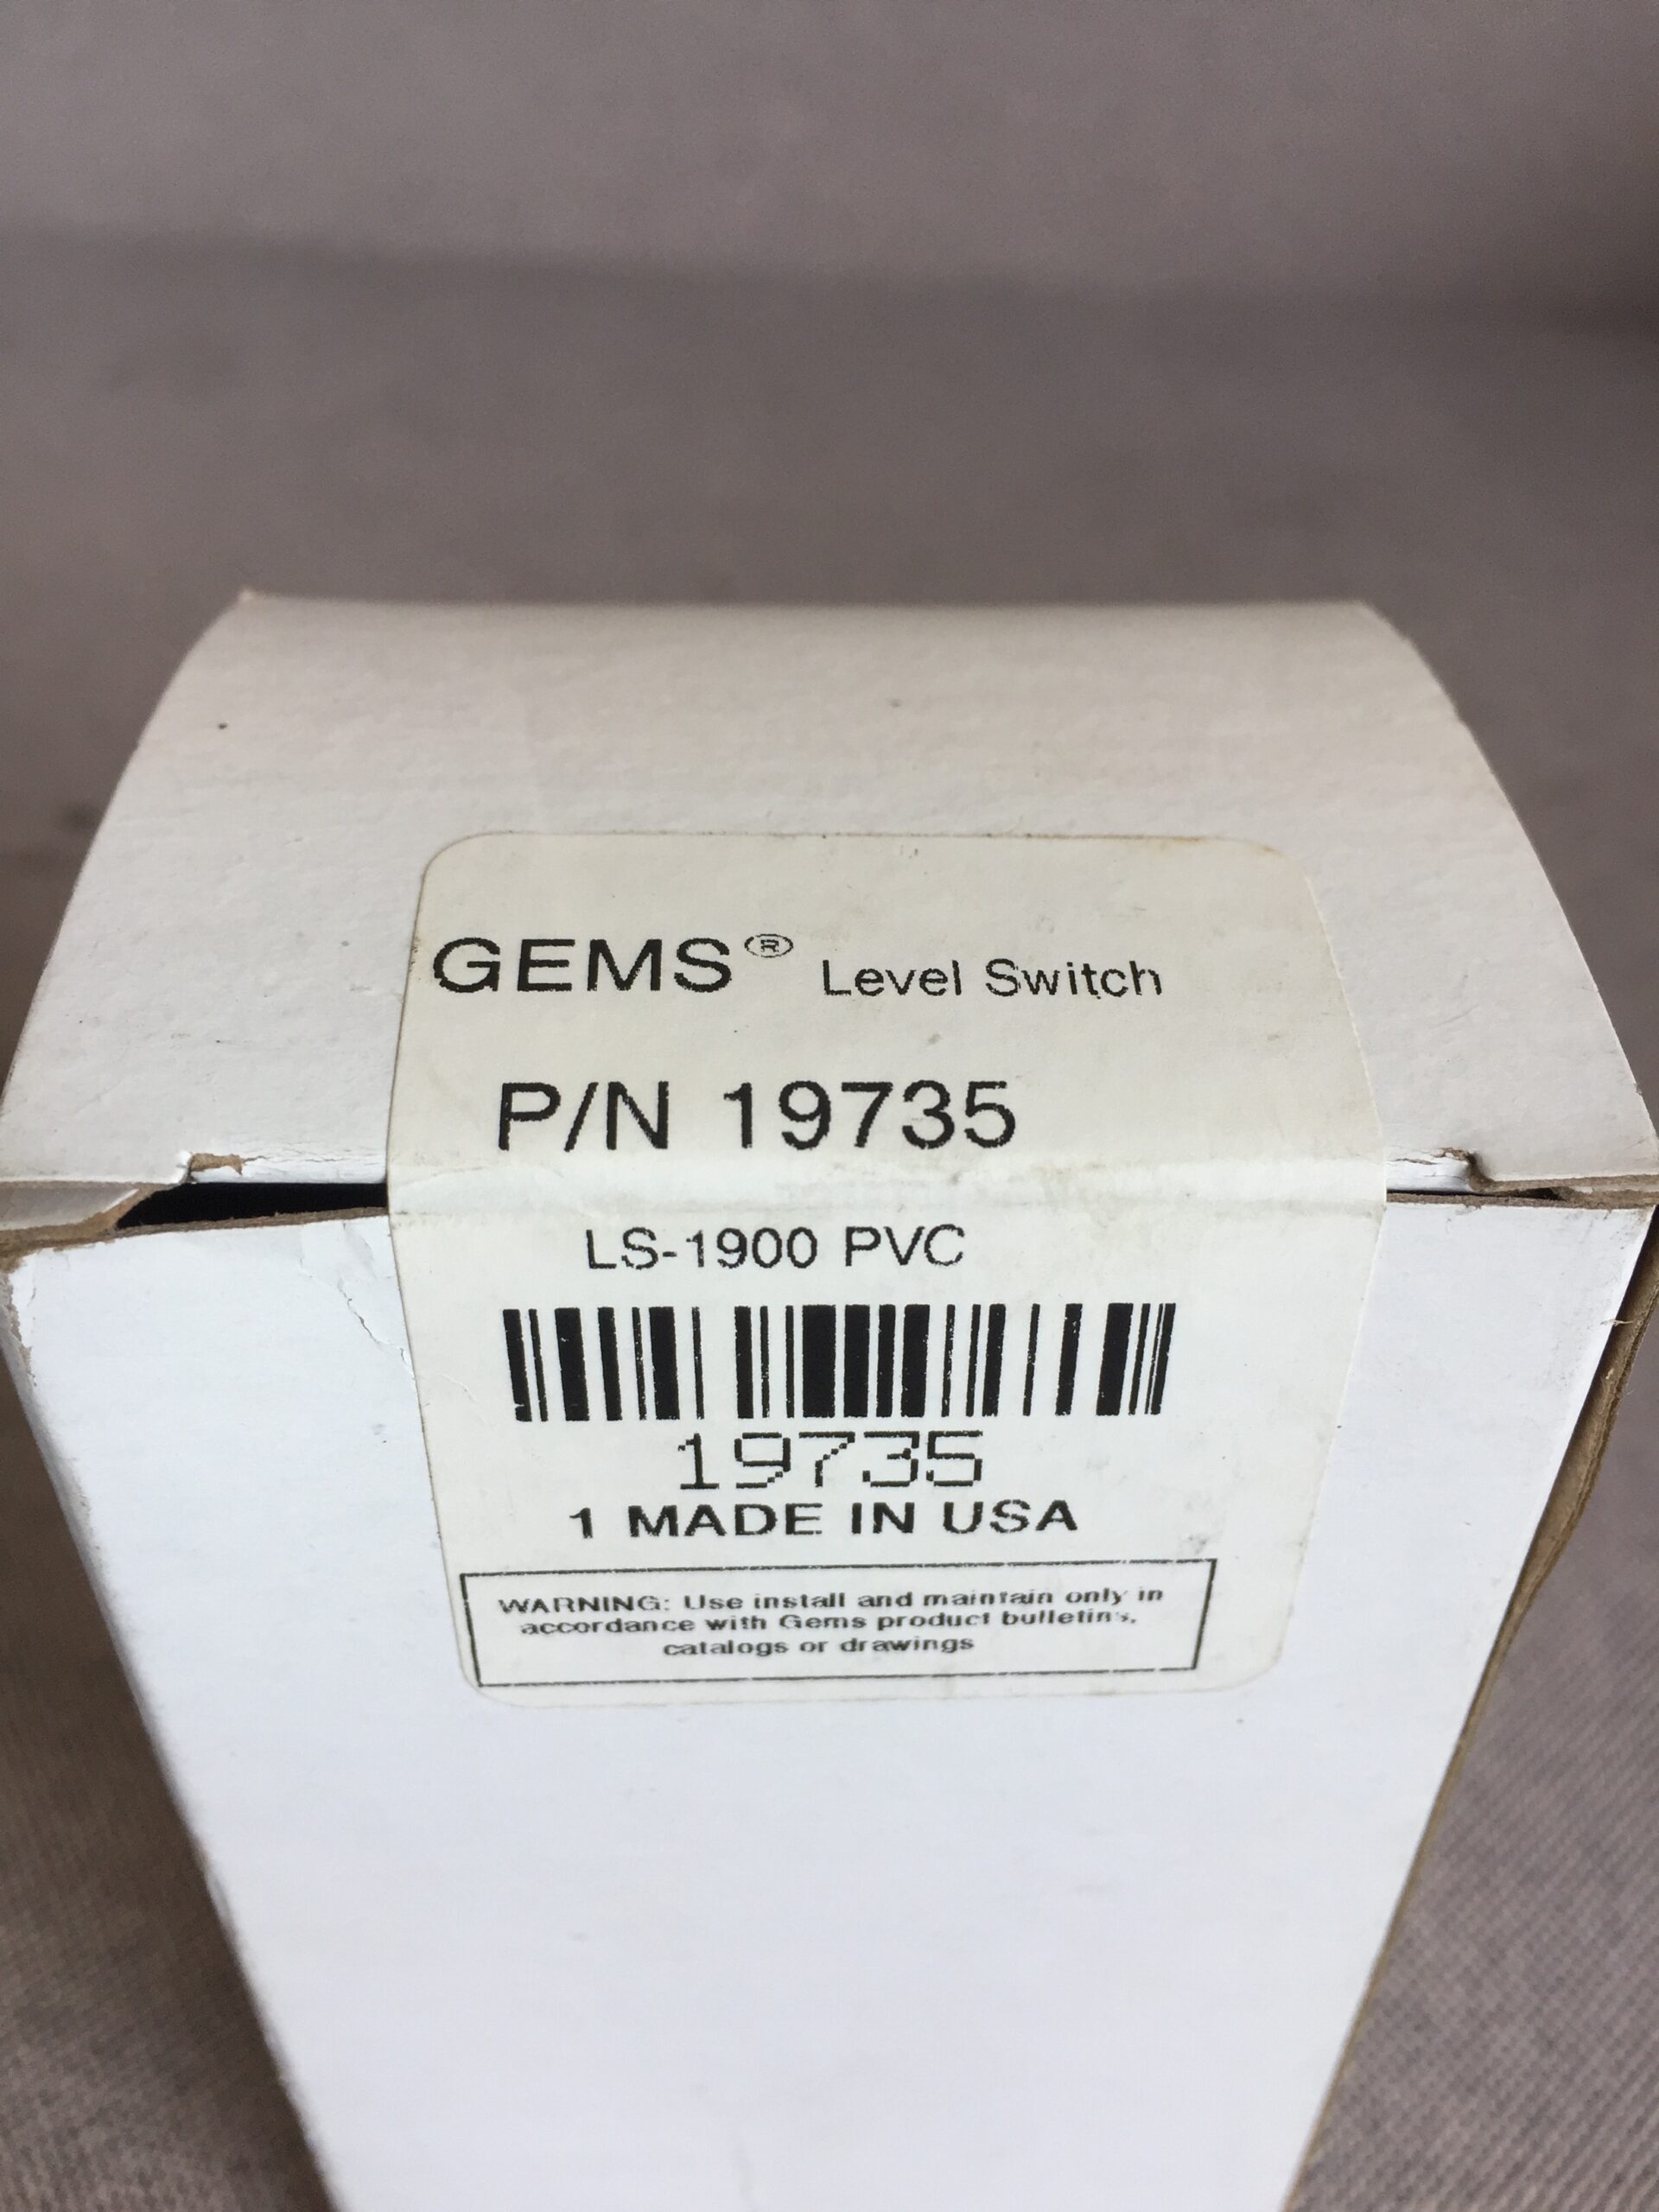 GEMS® Level Switch
P/N 19735
LS-1900 PVC
19735
1 MADE IN USA
WARNING: Use install and maintain only in
accordance with Gems product bulletins,
catalogs or drawings